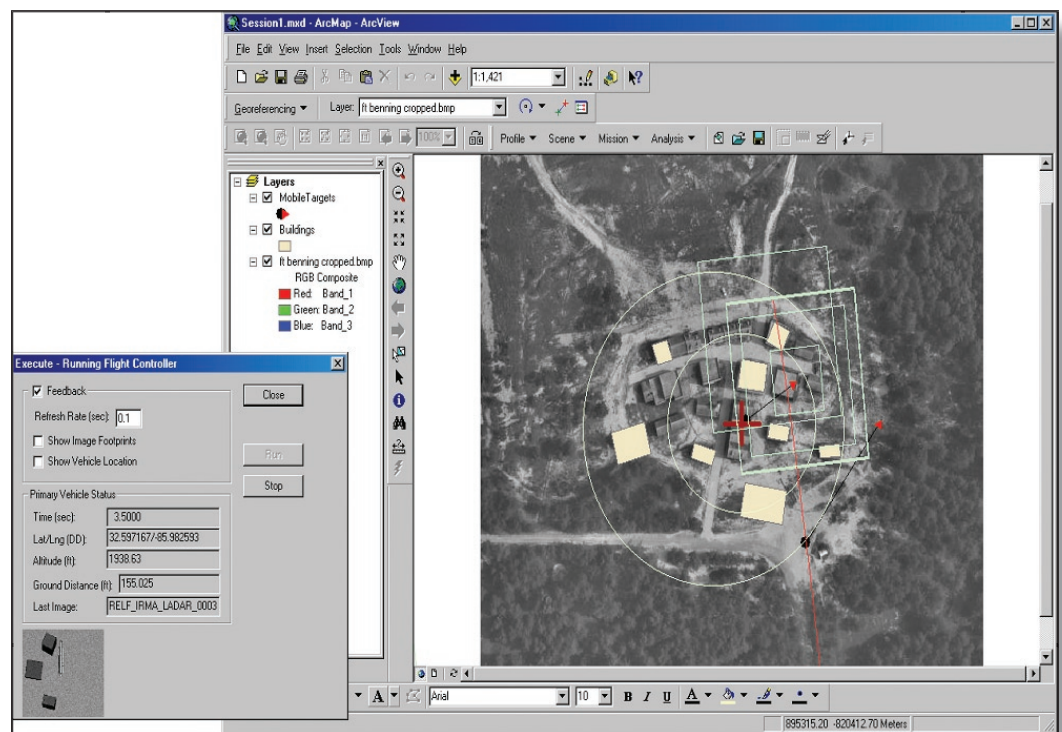 Session1.mxd - ArcMap - ArcView
File Edit View Insert Selection Tools Window Help
1:1,421
Georeferencing Layer: ft benning cropped.bmp
100% Profile Scene Mission Analysis
Layers
MobileTargets
Buildings
ft benning cropped.bmp
RGB Composite
Red: Band_1
Green: Band_2
Blue: Band_3
Execute - Running Flight Controller
Feedback
Close
Refresh Rate (sec): 0.1
Show Image Footprints
Run
Show Vehicle Location
Stop
Primary Vehicle Status
Time (sec): 3.5000
Lat/Lng (DD): 32.597167/-85.982593
Altitude (ft): 1938.63
Ground Distance (ft): 155.025
Last Image: RELF_IRMA_LADAR_0003
A Arial 10 B I U A
895315.20 -820412.70 Meters